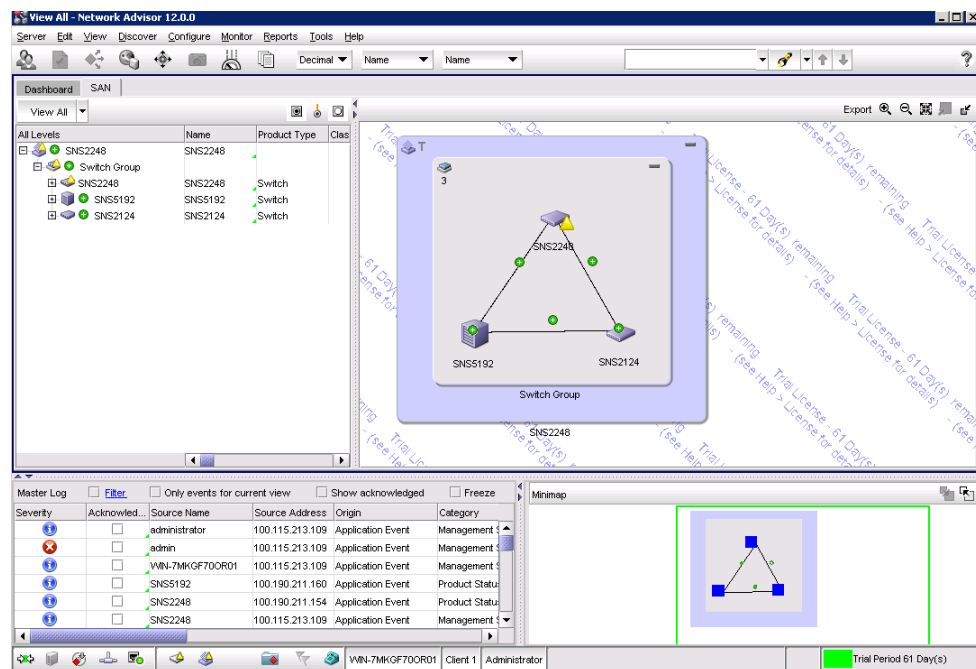 View All - Network Advisor 12.0.0
Server Edit View Discover Configure Monitor Reports Tools Help
Decimal Name Name
?
Dashboard SAN
View All
Export
All Levels Name Product Type Clas
SNS2248 SNS2248
Switch Group
SNS2248 SNS2248 Switch
SNS5192 SNS5192 Switch
SNS2124 SNS2124 Switch
T
3
SNS2248
SNS5192
SNS2124
Switch Group
SNS2248
Trial License - 61 Day(s) remaining
- (see Help > License for details)
Master Log Filter Only events for current view Show acknowledged Freeze
Severity Acknowled... Source Name Source Address Origin Category
administrator 100.115.213.109 Application Event Management S
admin 100.115.213.109 Application Event Management S
WIN-7MKGF70OR01 100.115.213.109 Application Event Management S
SNS5192 100.190.211.160 Application Event Product Statu
SNS2248 100.190.211.154 Application Event Product Statu
SNS2248 100.115.213.109 Application Event Management S
Minimap
WIN-7MKGF70OR01 Client 1 Administrator
Trial Period 61 Day(s)